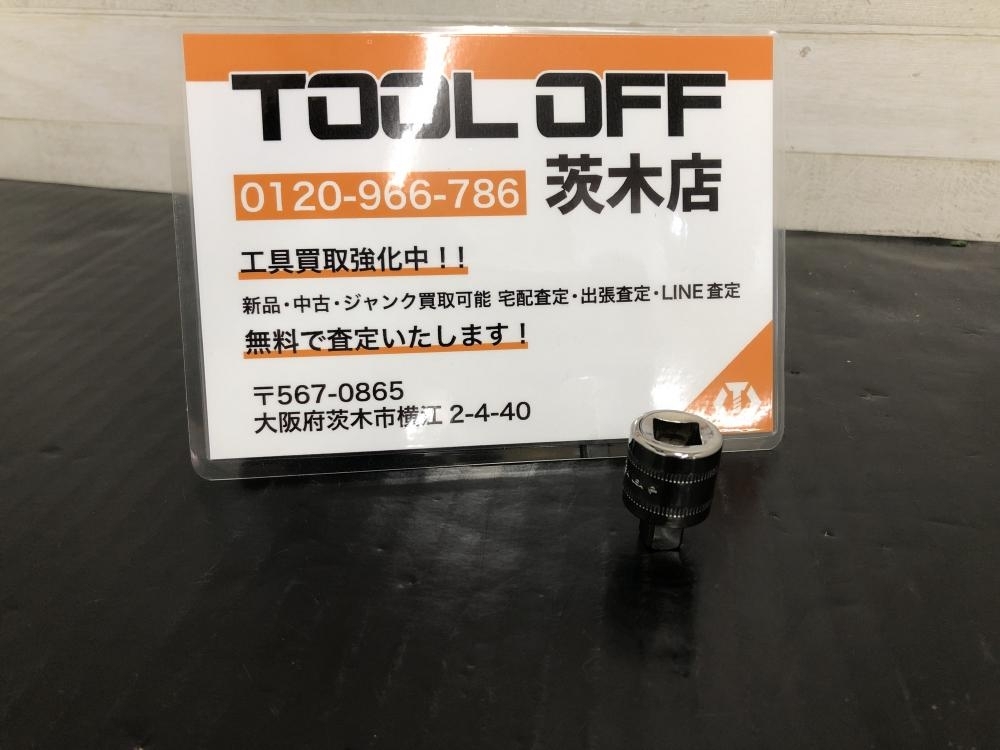 TOOL OFF
0120-966-786 茨木店
工具買取強化中！！
新品・中古・ジャンク買取可能 宅配査定・出張査定・LINE査定
無料で査定いたします！
〒567-0865
大阪府茨木市横江2-4-40